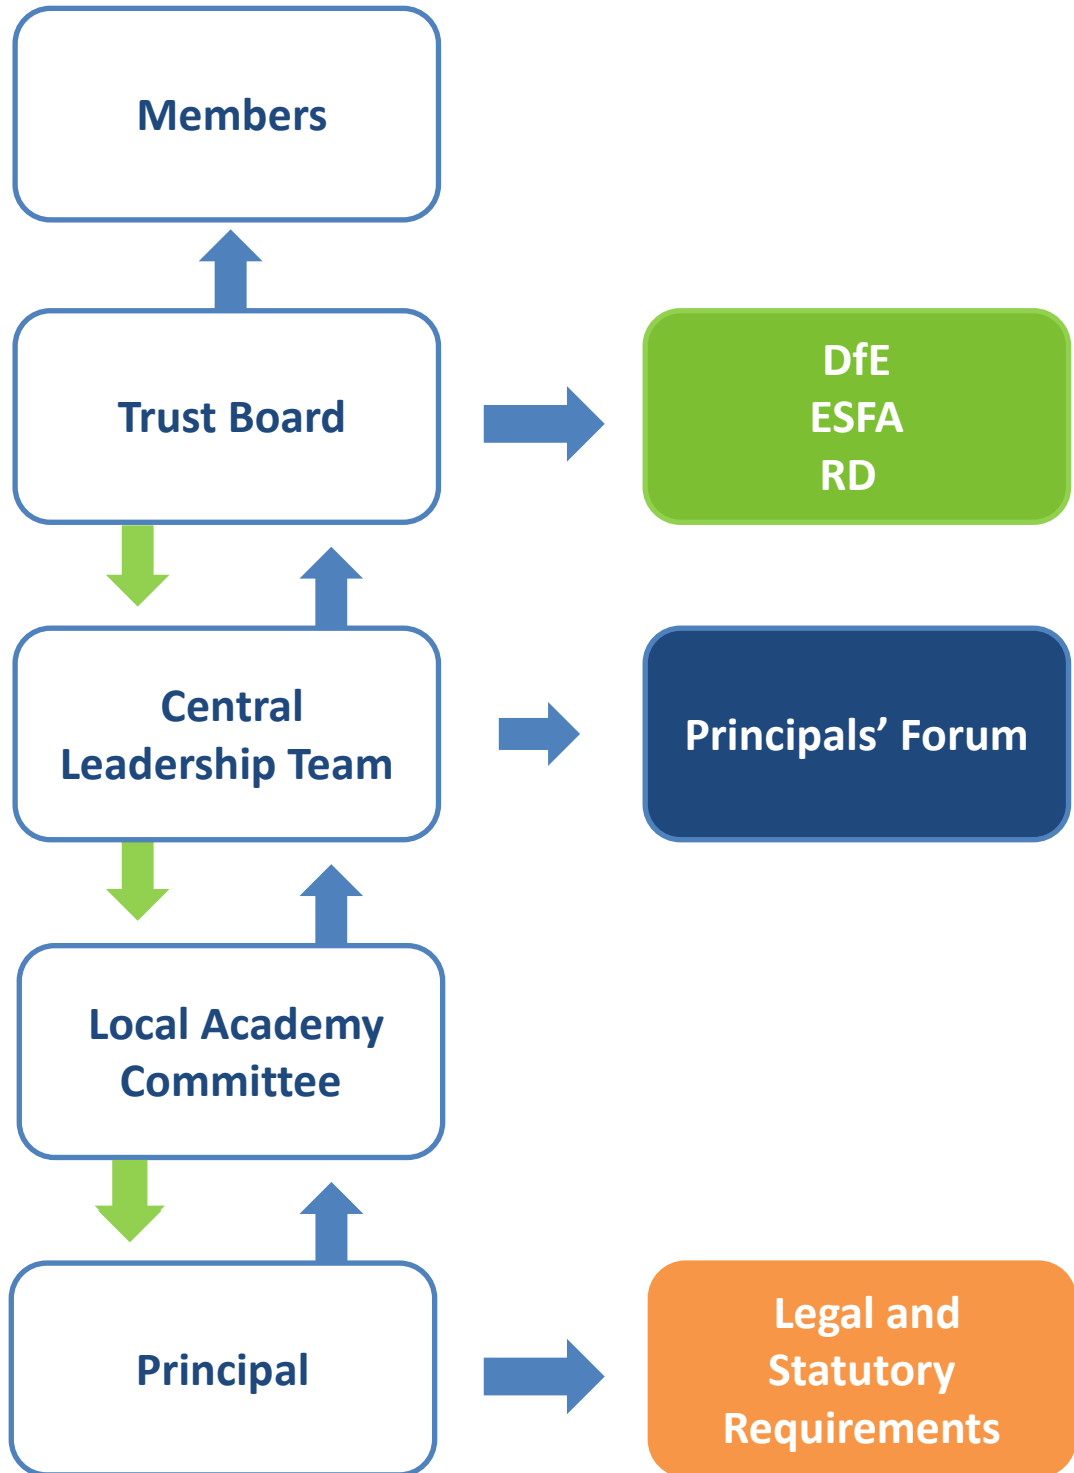 Members
Trust Board
DfE
ESFA
RD
Central
Leadership Team
Principals’ Forum
Local Academy
Committee
Principal
Legal and
Statutory
Requirements